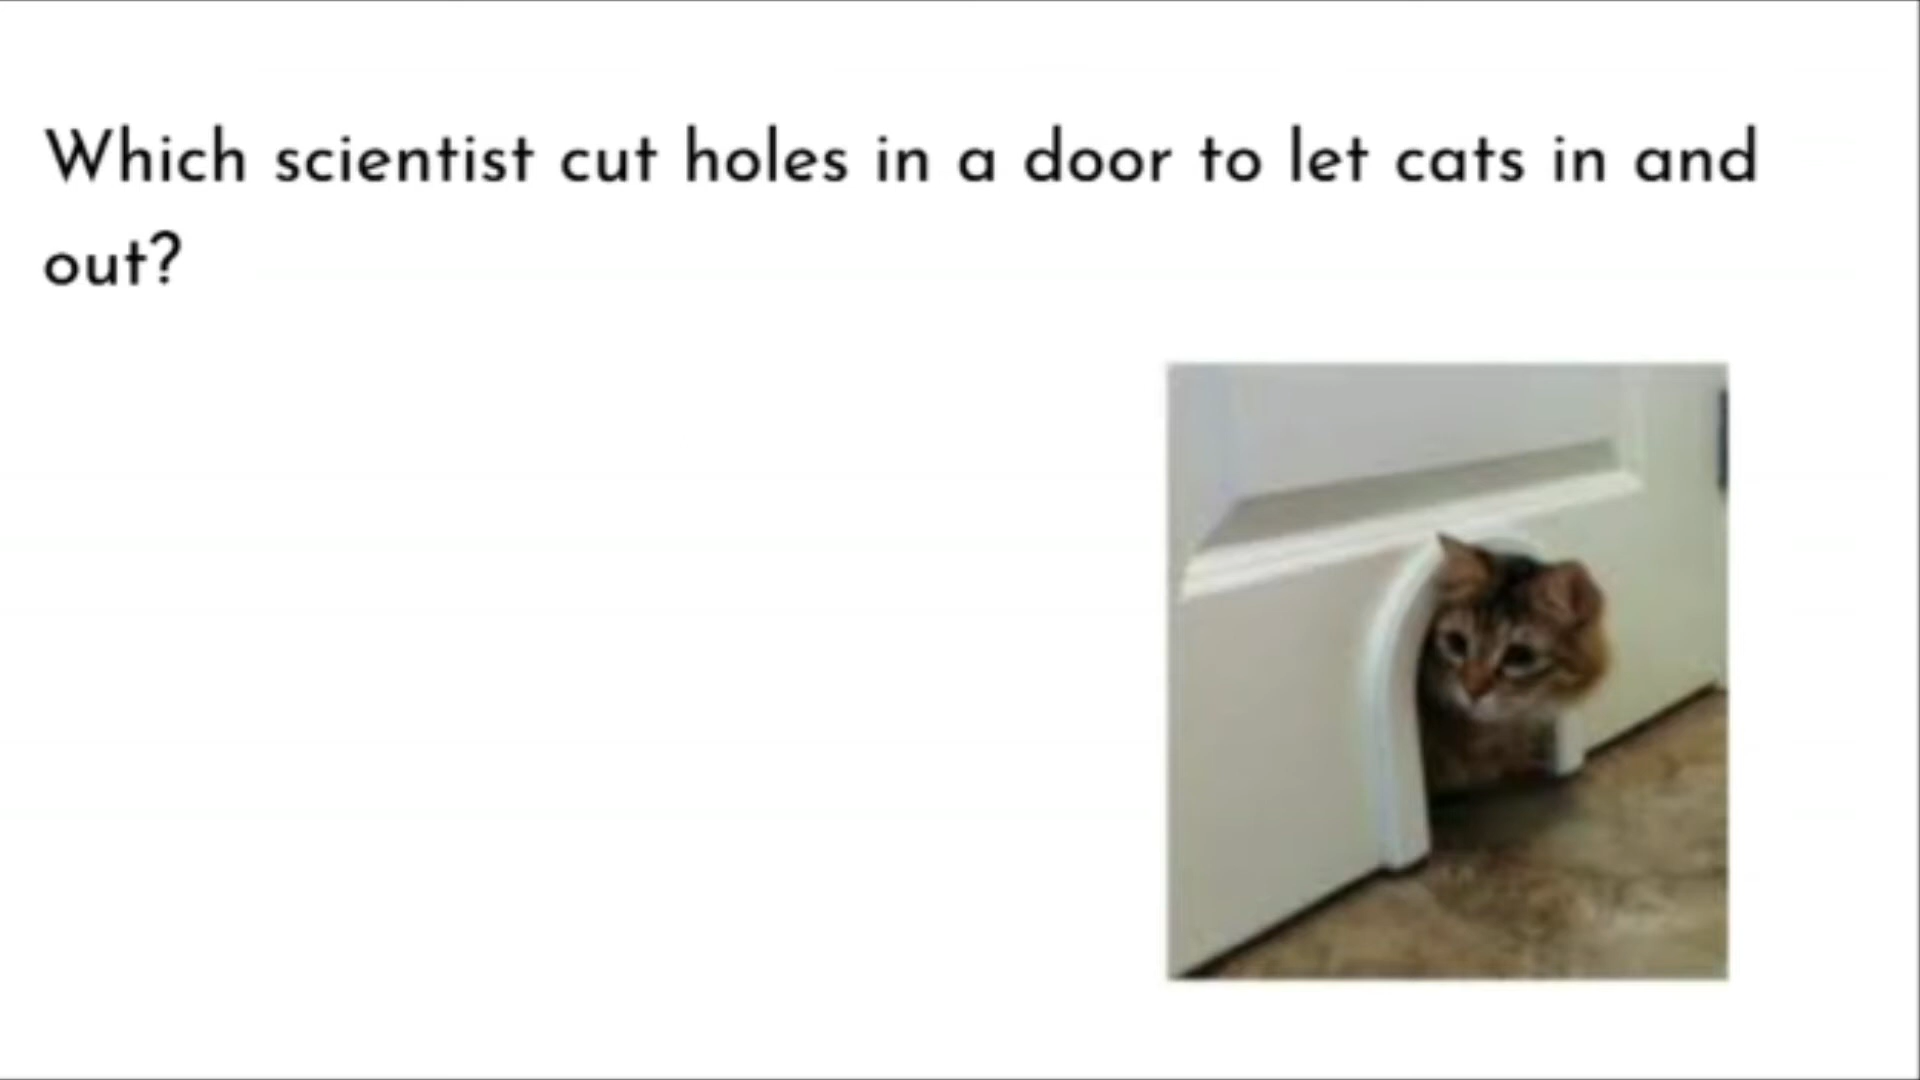 Which scientist cut holes in a door to let cats in and
out?